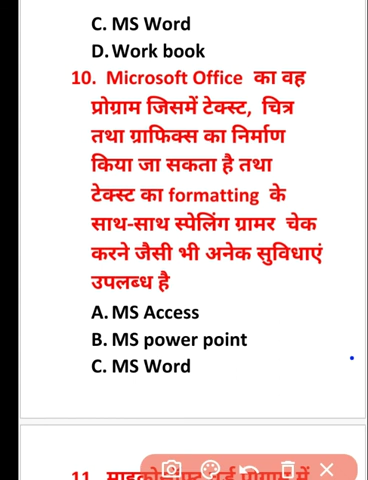 C. MS Word
D. Work book
10. Microsoft Office का वह
प्रोग्राम जिसमें टेक्स्ट, चित्र
तथा ग्राफिक्स का निर्माण
किया जा सकता है तथा
टेक्स्ट का formatting के
साथ-साथ स्पेलिंग ग्रामर चेक
करने जैसी भी अनेक सुविधाएं
उपलब्ध है
A. MS Access
B. MS power point
C. MS Word
11.